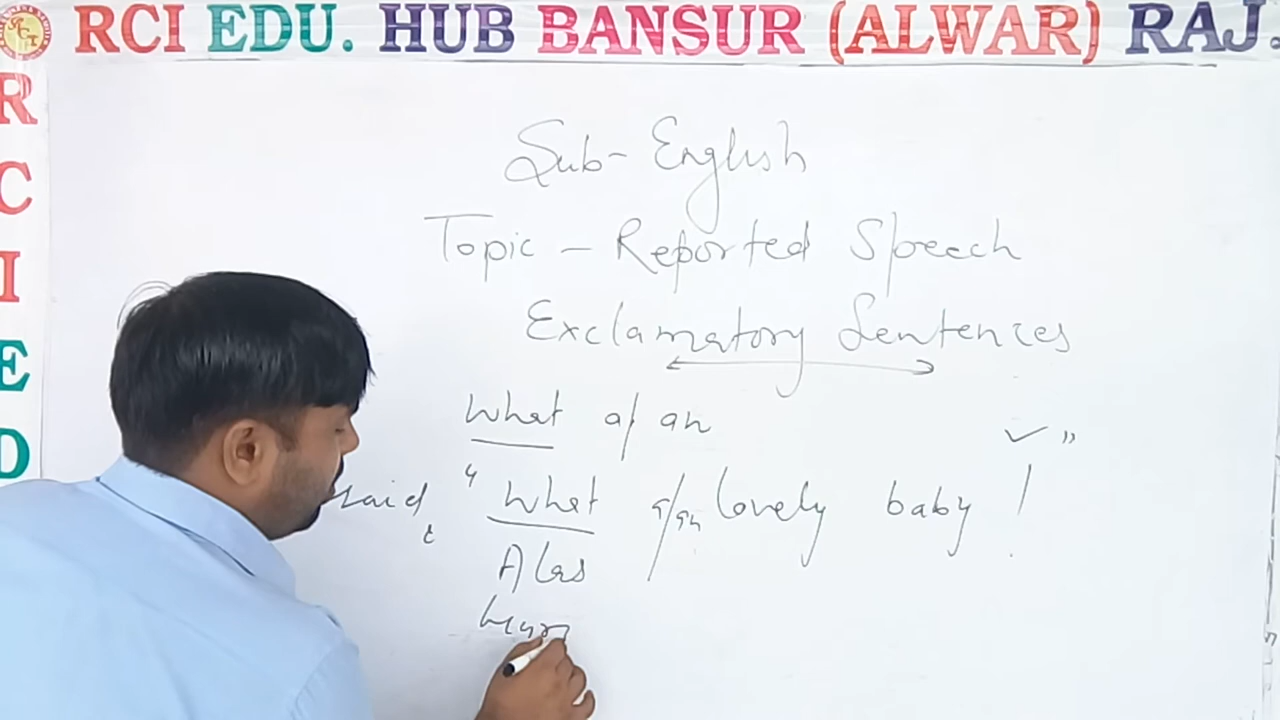 RCI EDU. HUB BANSUR (ALWAR) RAJ.
R
C
I
E
D
Sub- English
Topic - Reported Speech
Exclamatory Sentences
What a/ an ✓ "
said, " What a/an lovely baby !
Alas